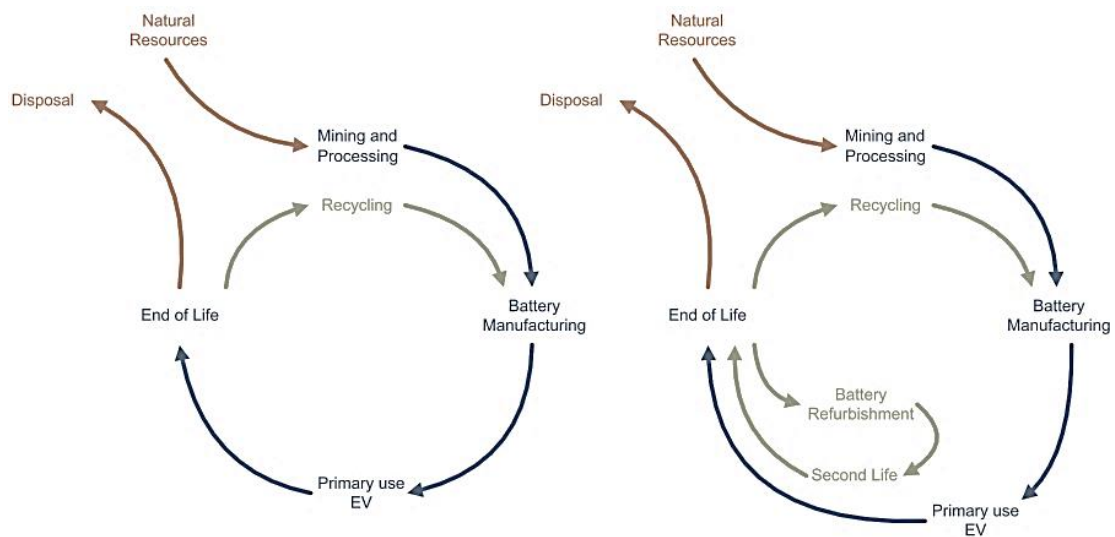 Natural
Resources
Disposal
Mining and
Processing
Recycling
End of Life
Battery
Manufacturing
Primary use
EV
Natural
Resources
Disposal
Mining and
Processing
Recycling
End of Life
Battery
Manufacturing
Battery
Refurbishment
Second Life
Primary use
EV